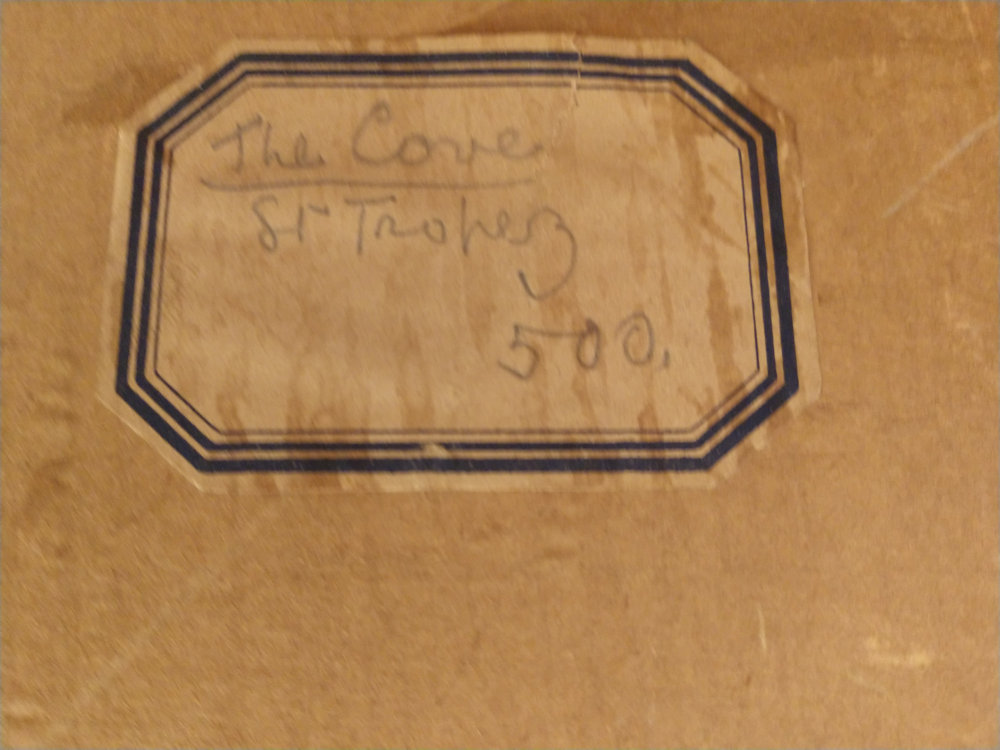 The Cove
St Tropez
500.